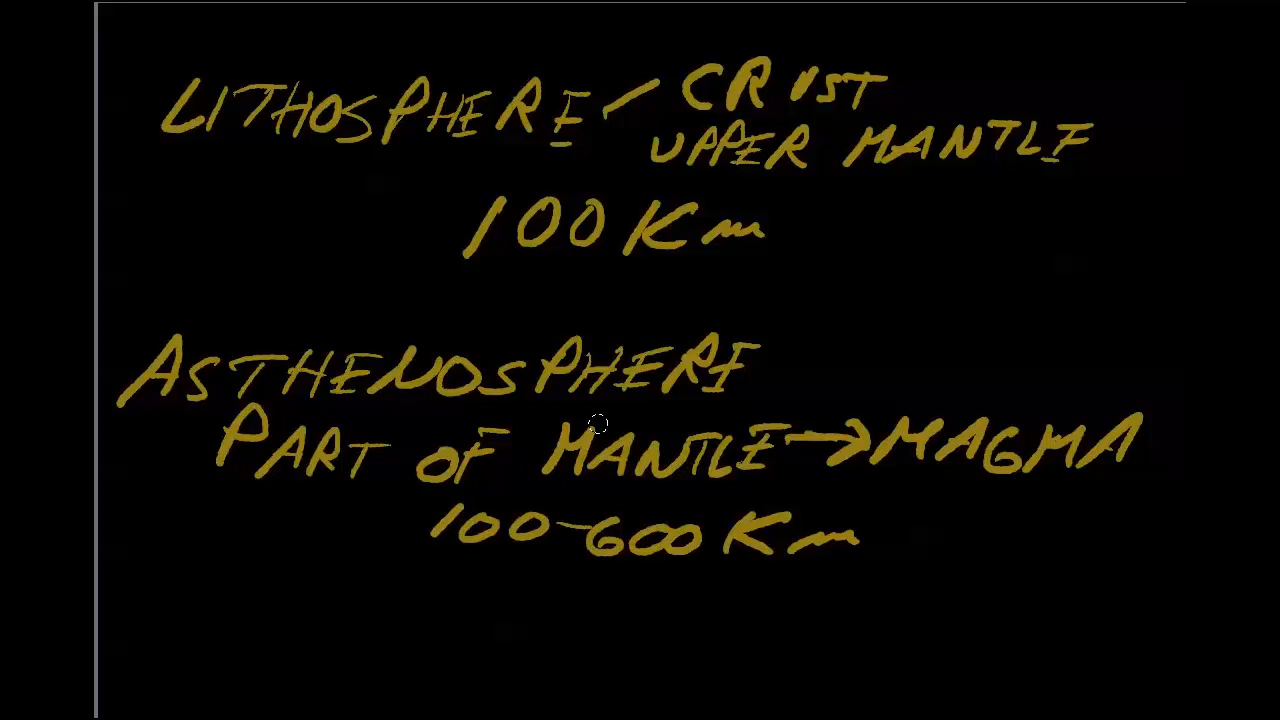 LITHOSPHERE / CRUST
UPPER MANTLE
100 Km
ASTHENOSPHERE
PART OF MANTLE → MAGMA
100-600 Km